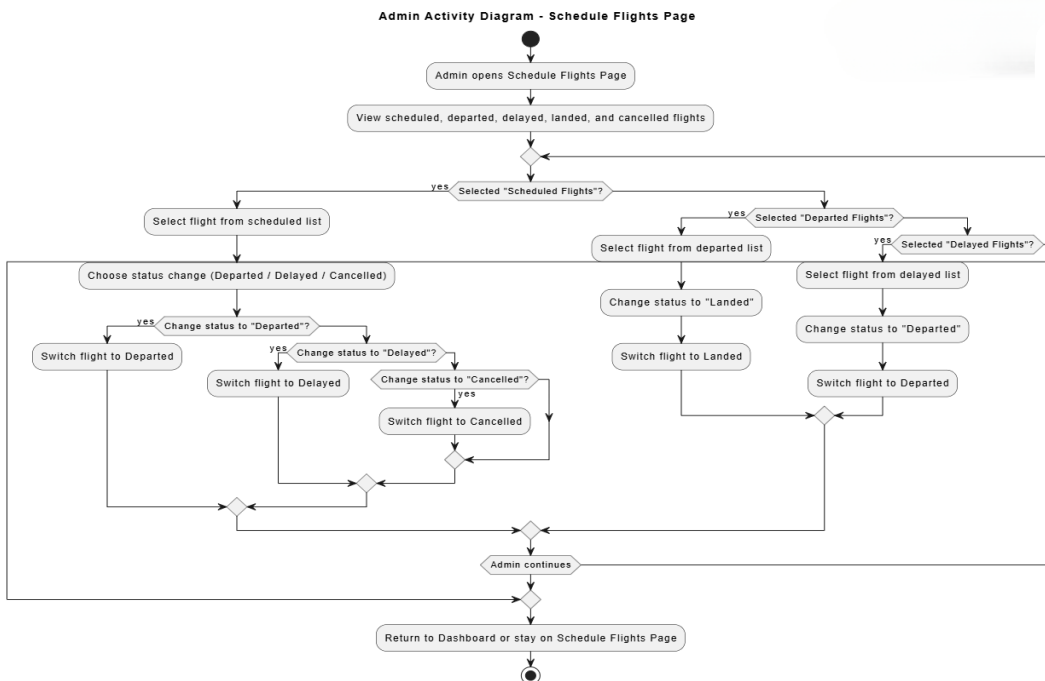 Admin Activity Diagram - Schedule Flights Page
Admin opens Schedule Flights Page
View scheduled, departed, delayed, landed, and cancelled flights
yes
Selected "Scheduled Flights"?
Select flight from scheduled list
yes
Selected "Departed Flights"?
Select flight from departed list
yes
Selected "Delayed Flights"?
Choose status change (Departed / Delayed / Cancelled)
Select flight from delayed list
Change status to "Landed"
yes
Change status to "Departed"?
Change status to "Departed"
Switch flight to Departed
yes
Change status to "Delayed"?
Switch flight to Landed
Switch flight to Delayed
Change status to "Cancelled"?
yes
Switch flight to Departed
Switch flight to Cancelled
Admin continues
Return to Dashboard or stay on Schedule Flights Page